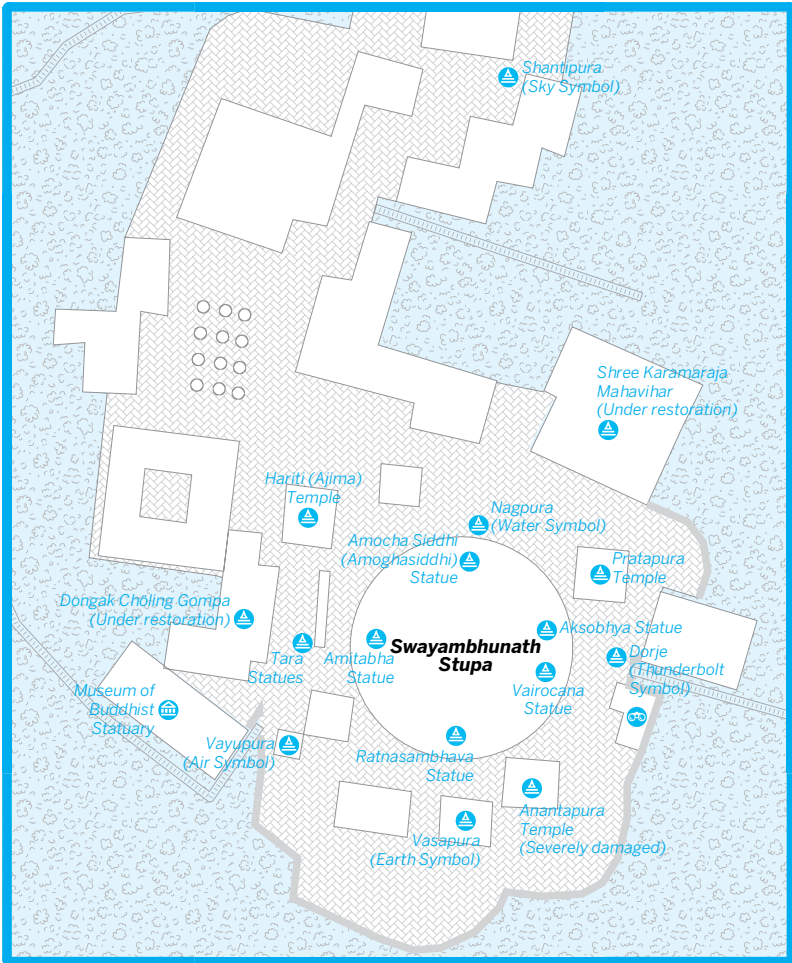 Shantipura
(Sky Symbol)
Shree Karamaraja
Mahavihar
(Under restoration)
Hariti (Ajima)
Temple
Nagpura
(Water Symbol)
Amocha Siddhi
(Amoghasiddhi)
Statue
Pratapura
Temple
Dongak Chöling Gompa
(Under restoration)
Aksobhya Statue
Swayambhunath
Stupa
Tara
Statues
Amitabha
Statue
Dorje
(Thunderbolt
Symbol)
Vairocana
Statue
Museum of
Buddhist
Statuary
Vayupura
(Air Symbol)
Ratnasambhava
Statue
Anantapura
Temple
(Severely damaged)
Vasapura
(Earth Symbol)